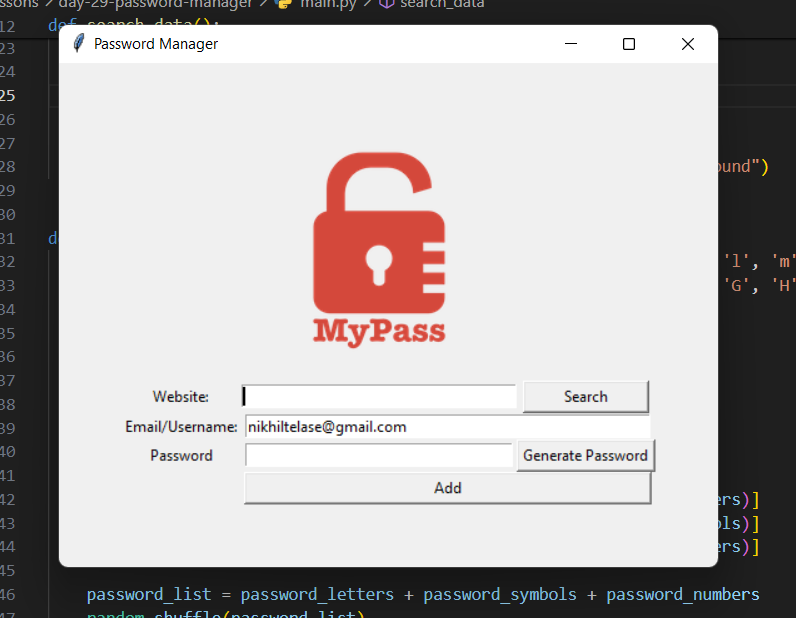 ssons > day-29-password-manager > main.py > search_data
12 def search_data():
Password Manager
23
24
25
26
27
28 ound")
29
30
31 de
32 'l', 'm'
33 'G', 'H'
34
35
36
37
38
39
40
41
42 ers)]
43 ols)]
44 ers)]
45
46 password_list = password_letters + password_symbols + password_numbers
47 random.shuffle(password_list)
MyPass
Website: Search
Email/Username: nikhiltelase@gmail.com
Password Generate Password
Add